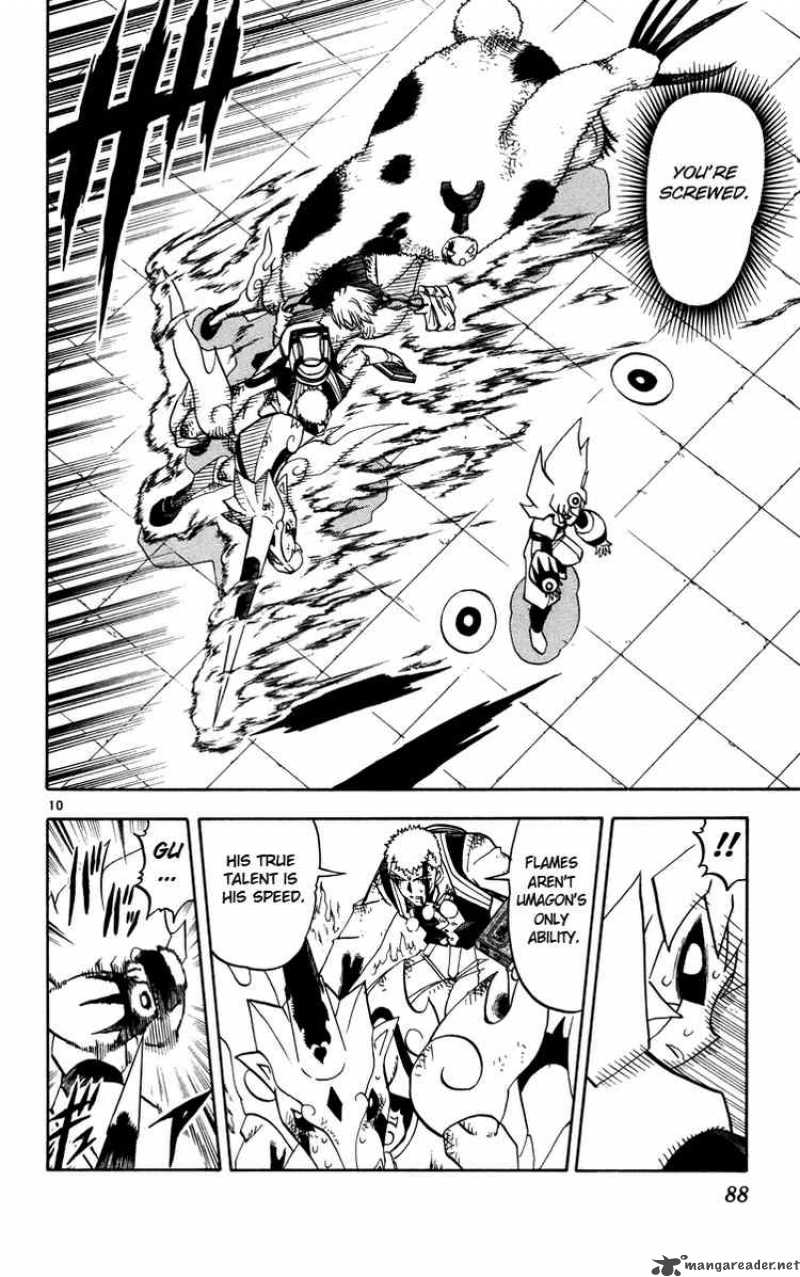 YOU'RE
SCREWED.
10
!!
FLAMES
AREN'T
UMAGON'S
ONLY
ABILITY.
HIS TRUE
TALENT IS
HIS SPEED.
GU
...
88
mangareader.net